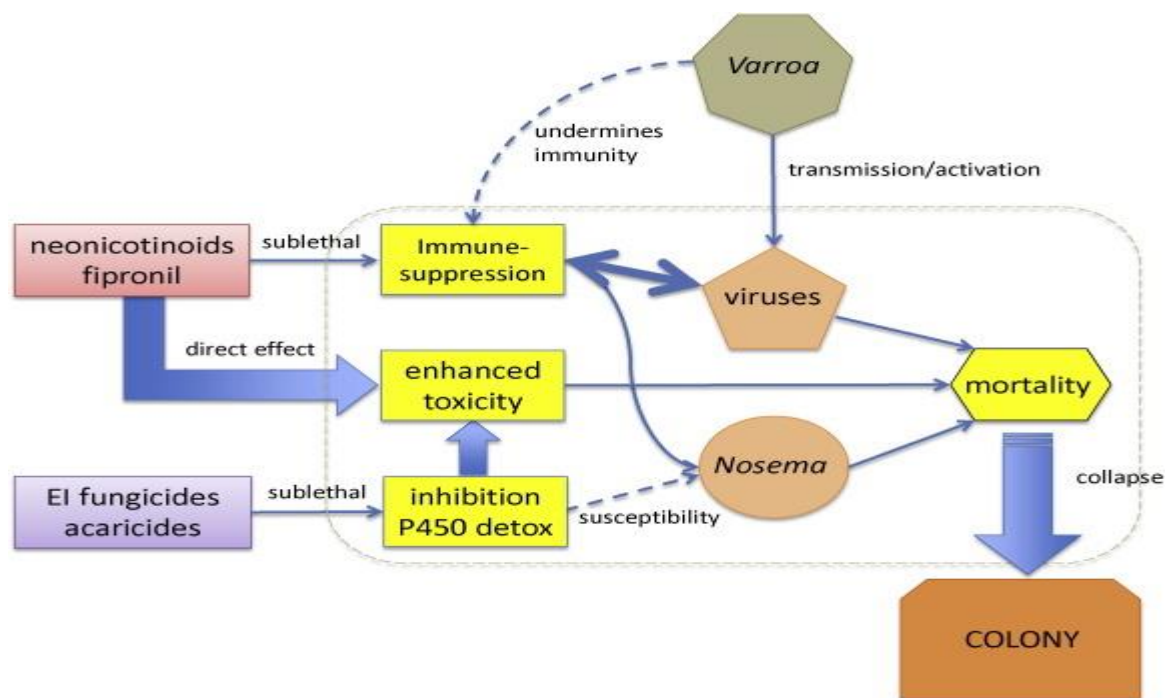 Varroa
undermines
immunity
transmission/activation
neonicotinoids
fipronil
sublethal
Immune-
suppression
viruses
direct effect
enhanced
toxicity
mortality
Nosema
EI fungicides
acaricides
sublethal
inhibition
P450 detox
susceptibility
collapse
COLONY